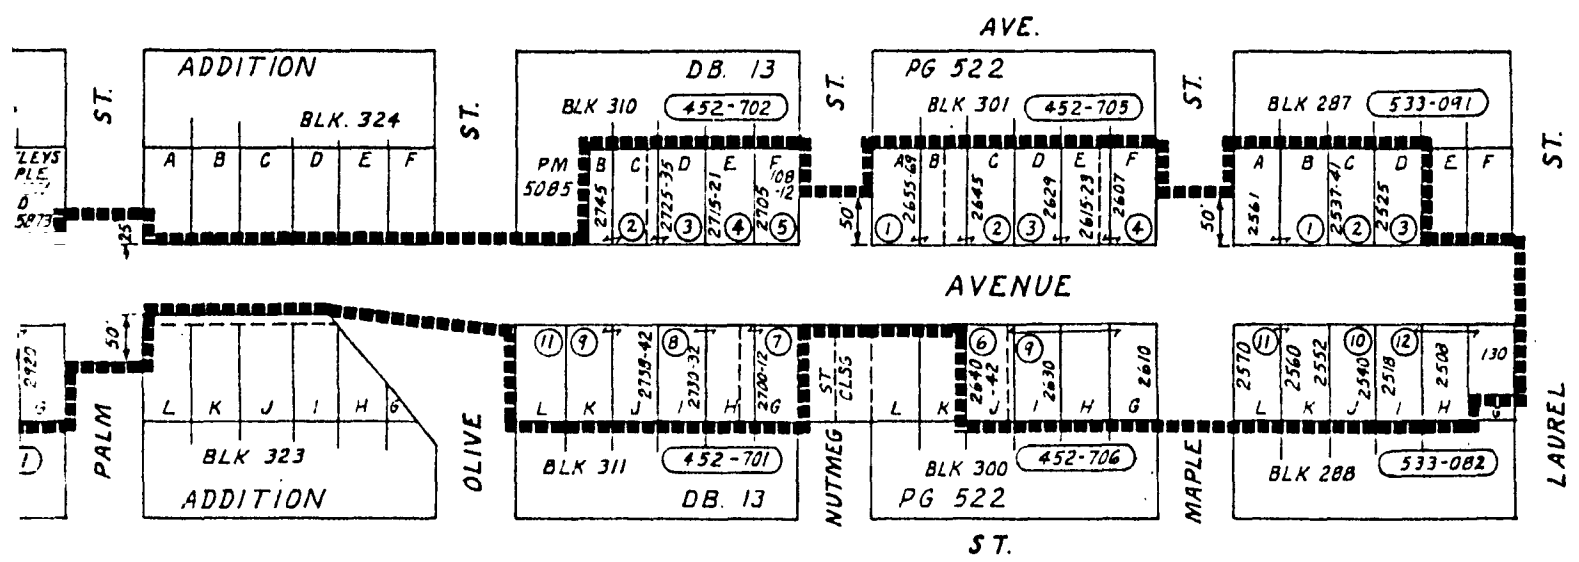 AVE.
ADDITION
DB. 13
PG 522
ST.
ST.
ST.
ST.
ST.
BLK. 324
BLK 310
452-702
BLK 301
452-705
BLK 287
533-091
A B C D E F
PM
5085
B C D E F
A B C D E F
A B C D E F
2745
2725-35
2715-21
2705
108
-12
2655-69
2645
2629
2615-23
2607
2561
2537-41
2525
2 3 4 5
1 2 3 4
1 2 3
PLE
5873
25'
50'
50'
AVENUE
50'
11 9 8 7
6 9
11 10 12
2920
2738-42
2730-32
2700-12
ST
CLSG
2640
-42
2630
2610
2570
2560
2552
2540
2518
2508
130
G
L K J I H G
L K J I H G
L K J I H G
L K J I H G
1
PALM
OLIVE
NUTMEG
MAPLE
LAUREL
BLK 323
BLK 311
452-701
BLK 300
452-706
BLK 288
533-082
ADDITION
DB. 13
PG 522
ST.